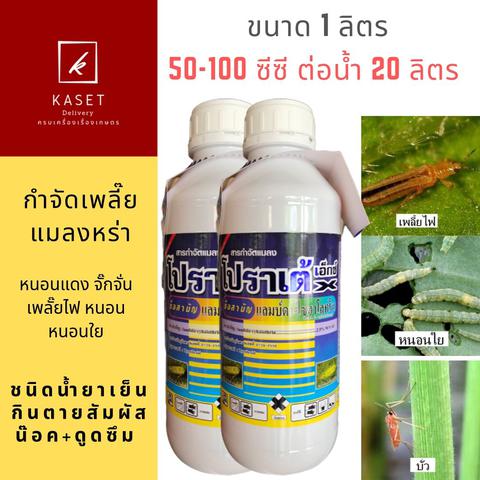 KASET
Delivery
ครบเครื่องเรื่องเกษตร
ขนาด 1 ลิตร
50-100 ซีซี ต่อน้ำ 20 ลิตร
กำจัดเพลี๊ย
แมลงหร่า
หนอนแดง จิ๊กจั่น
เพลี๊ยไฟ หนอน
หนอนใย
ชนิดน้ำยาเย็น
กินตายสัมผัส
น๊อค+ดูดซึม
สารกำจัดแมลง
สารกำจัดแมลง
โปราเต้
เอ็กซ์
X
เพลี้ยไฟ
หนอนใย
บั่ว